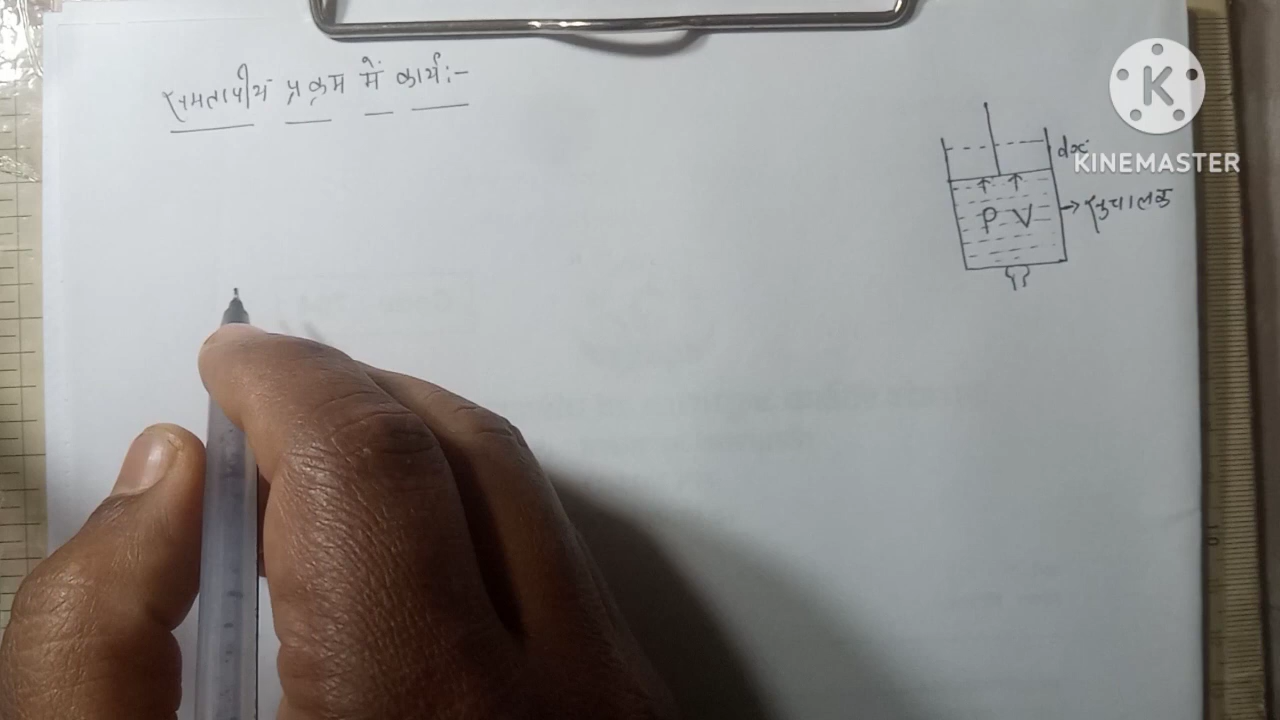 समतापीय प्रक्रम में कार्य:-
dx
P V
सुचालक
K
KINEMASTER